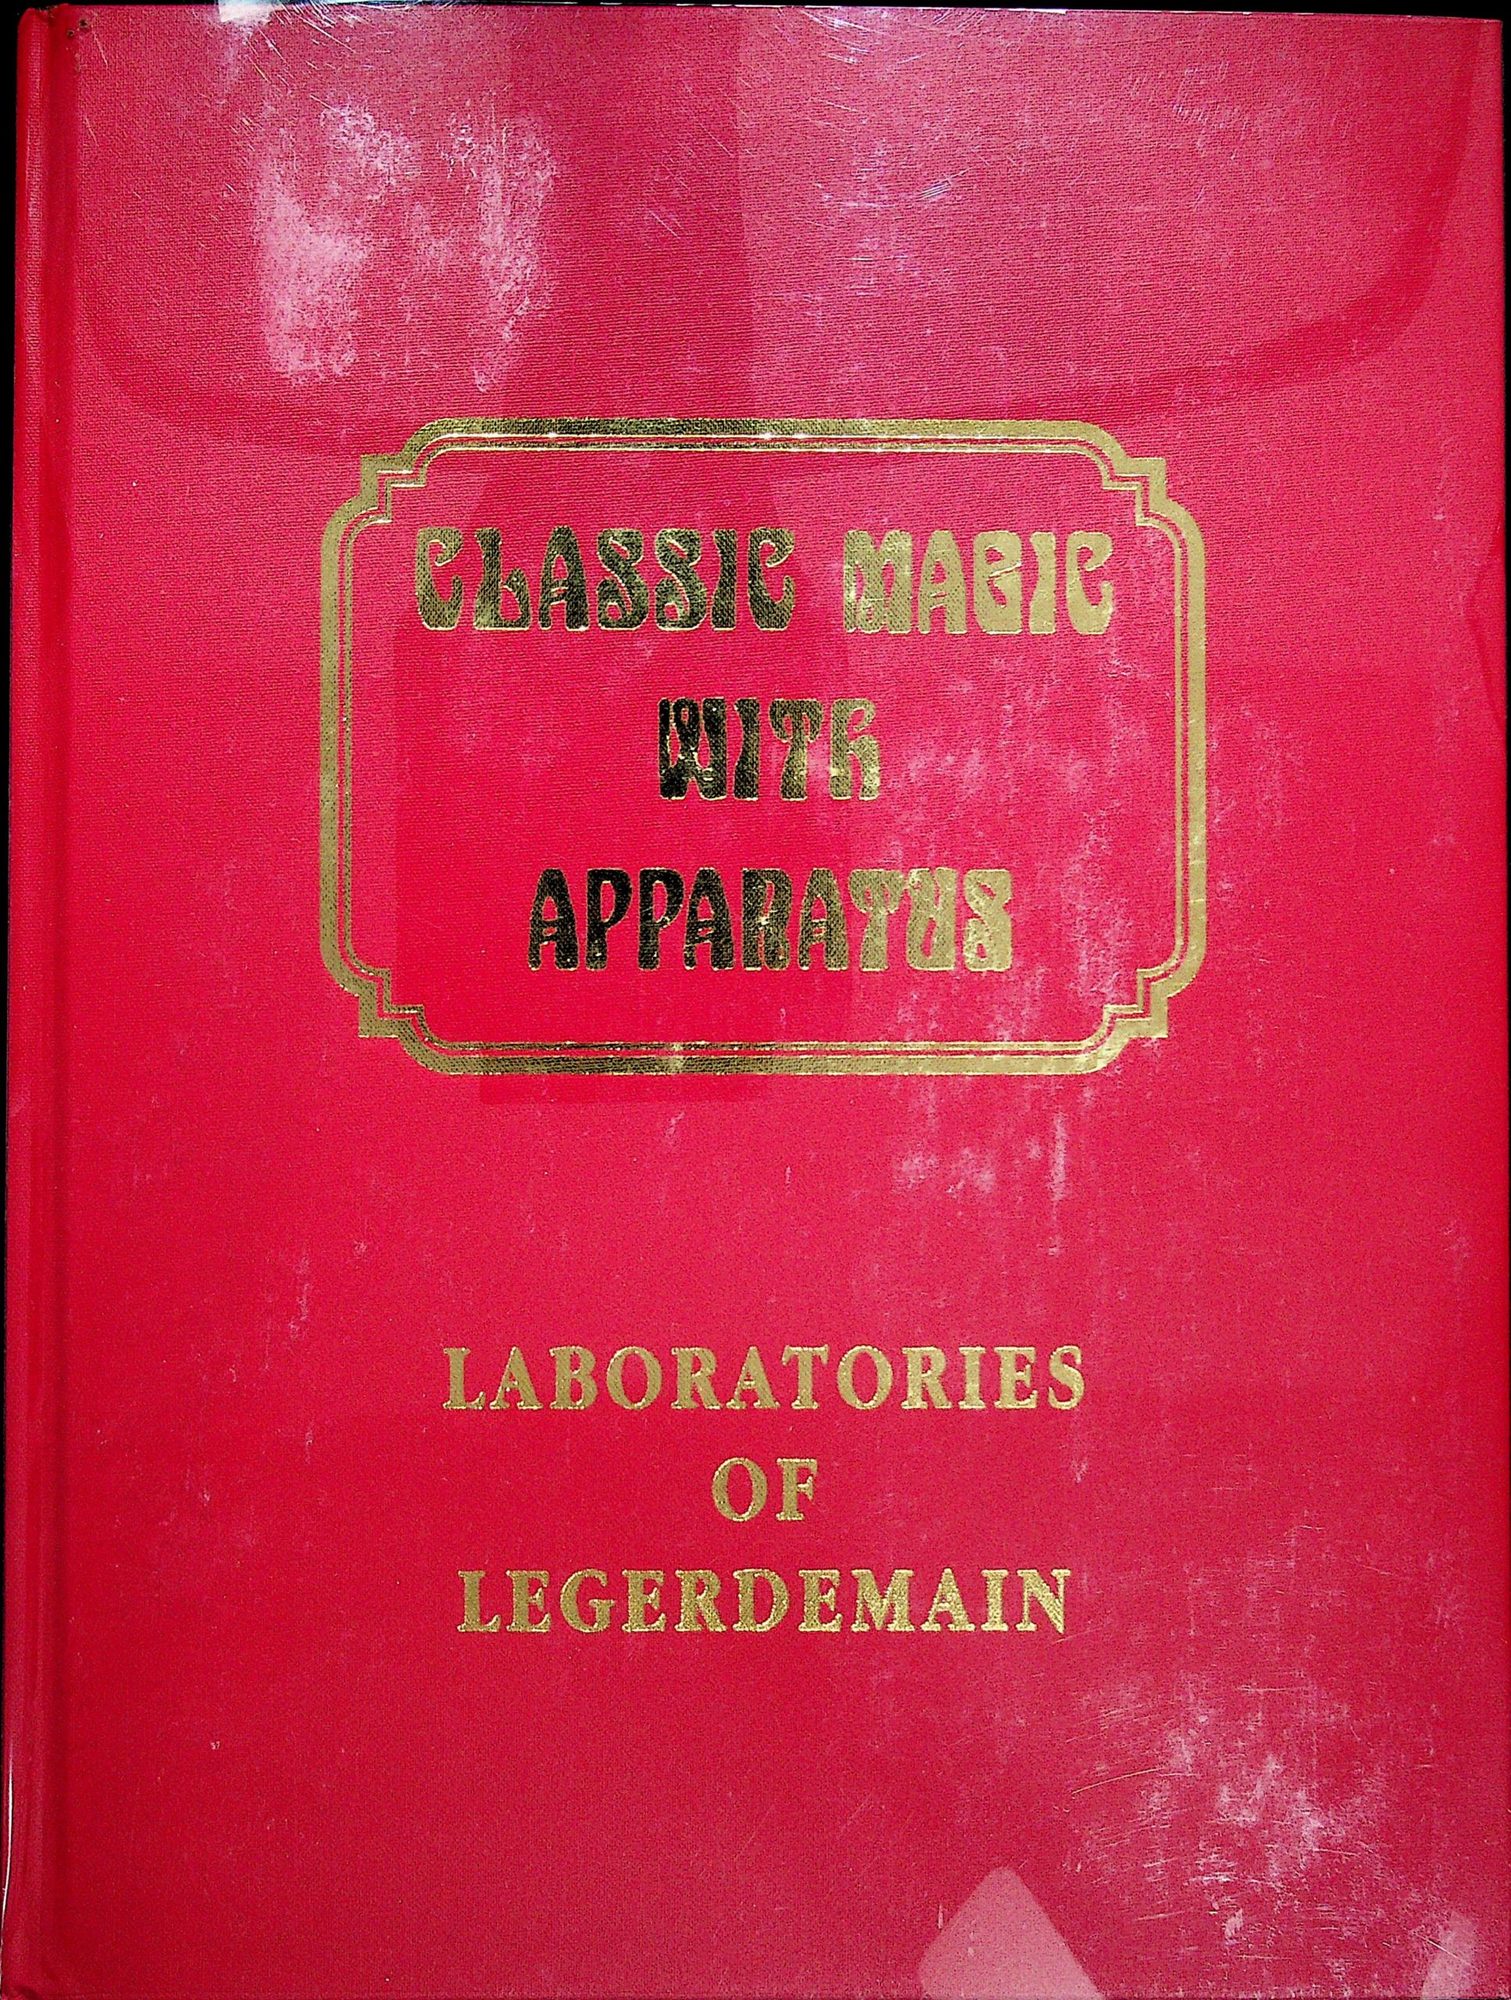 CLASSIC MAGIC
WITH
APPARATUS
LABORATORIES
OF
LEGERDEMAIN